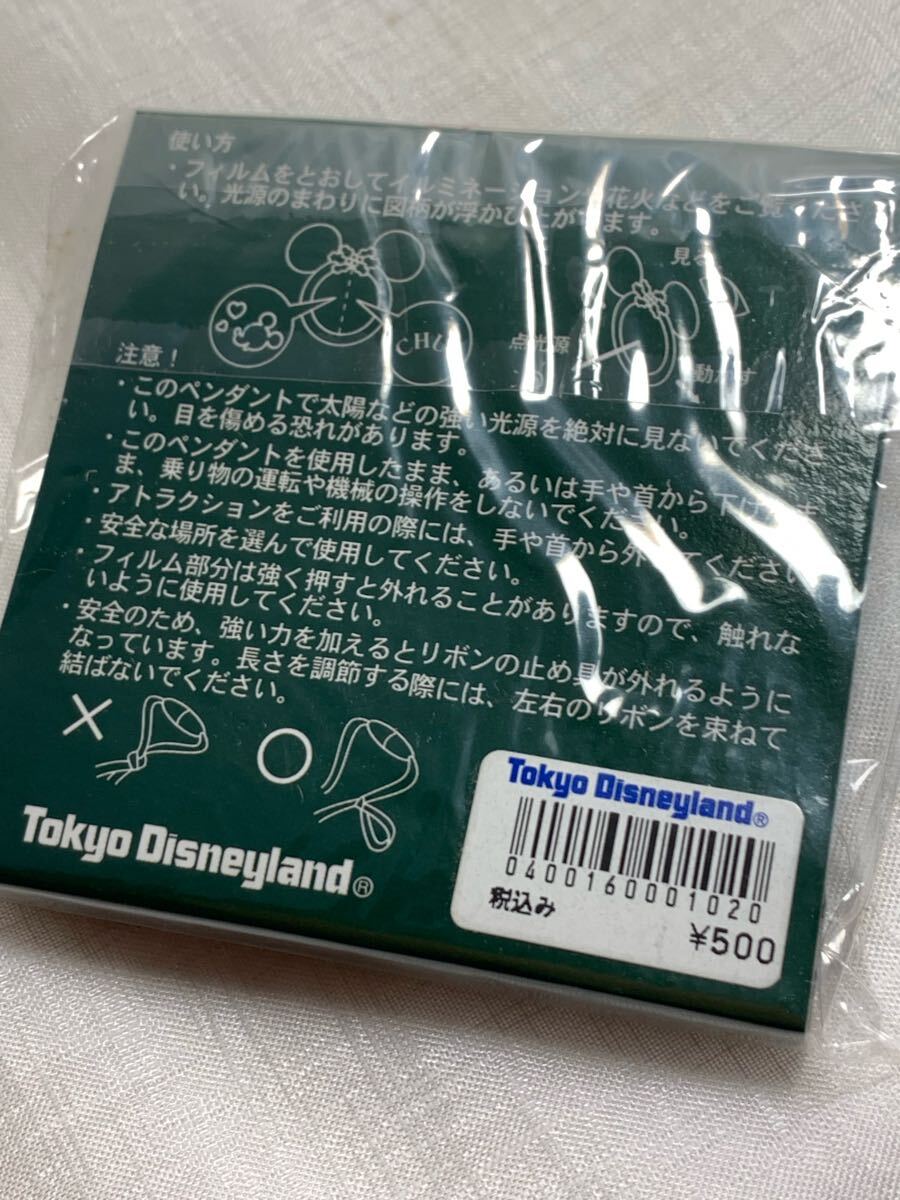 使い方
・フィルムをとおしてイルミネーション 花火などをご覧くださ
い。光源のまわりに図柄が浮かび上がります。
見る
CHU
点光源
動かす
注意！
・このペンダントで太陽などの強い光源を絶対に見ないでくださ
い。目を傷める恐れがあります。
・このペンダントを使用したまま、あるいは手や首から下げたま
ま、乗り物の運転や機械の操作をしないでください。
・アトラクションをご利用の際には、手や首から外してください。
・安全な場所を選んで使用してください。
・フィルム部分は強く押すと外れることがありますので、触れな
いように使用してください。
・安全のため、強い力を加えるとリボンの止め具が外れるように
なっています。長さを調節する際には、左右のリボンを束ねて
結ばないでください。
Tokyo Disneyland®
Tokyo Disneyland®
0400160001020
税込み
¥500